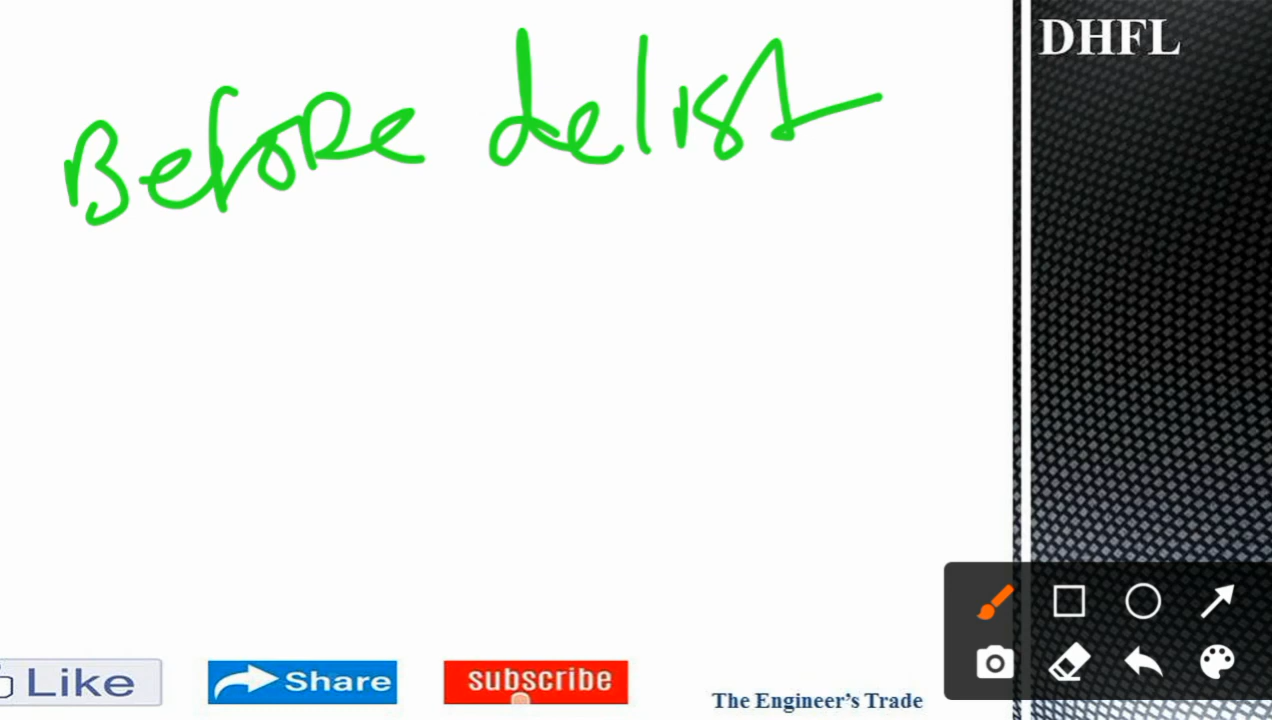 DHFL
Before delist
Like
Share
subscribe
The Engineer's Trade